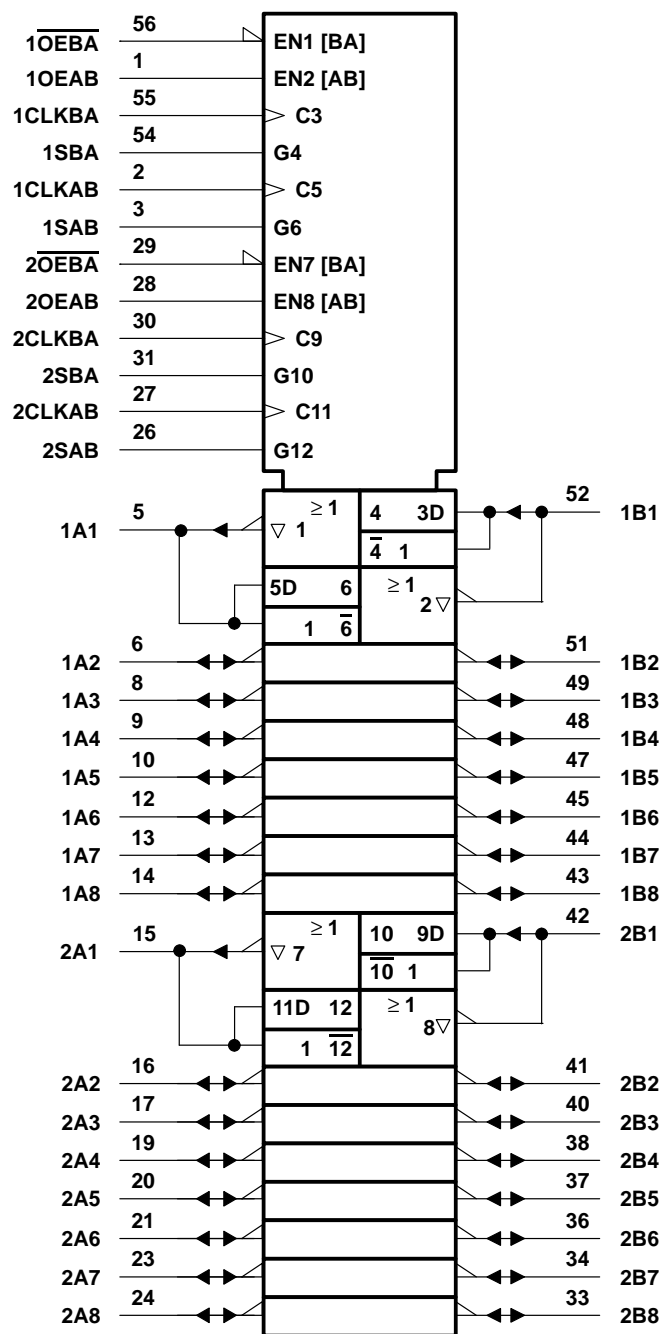 56
1OEBA EN1 [BA]
1
1OEAB EN2 [AB]
55
1CLKBA C3
54
1SBA G4
2
1CLKAB C5
3
1SAB G6
29
2OEBA EN7 [BA]
28
2OEAB EN8 [AB]
30
2CLKBA C9
31
2SBA G10
27
2CLKAB C11
26
2SAB G12
5 ≥1 4 3D 52
1A1 ▽ 1 1B1
4̅ 1
5D 6 ≥1
2 ▽
1 6̅
6 51
1A2 1B2
8 49
1A3 1B3
9 48
1A4 1B4
10 47
1A5 1B5
12 45
1A6 1B6
13 44
1A7 1B7
14 43
1A8 1B8
15 ≥1 10 9D 42
2A1 ▽ 7 2B1
1̅0̅ 1
11D 12 ≥1
8▽
1 1̅2̅
16 41
2A2 2B2
17 40
2A3 2B3
19 38
2A4 2B4
20 37
2A5 2B5
21 36
2A6 2B6
23 34
2A7 2B7
24 33
2A8 2B8